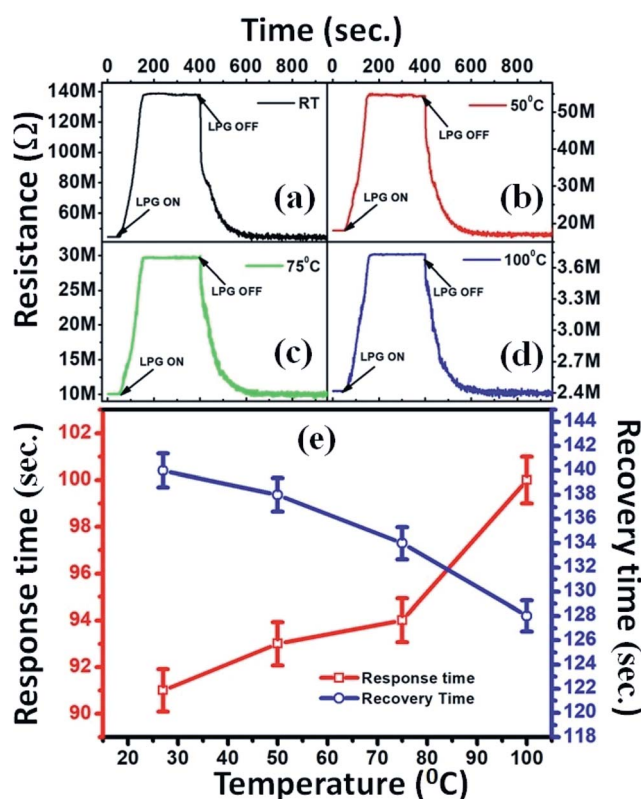 Time (sec.)
0 200 400 600 800
0 200 400 600 800
Resistance (Ω)
140M
120M
100M
80M
60M
RT
LPG OFF
LPG ON
(a)
50⁰C
LPG OFF
LPG ON
(b)
50M
40M
30M
20M
30M
25M
20M
15M
10M
75⁰C
LPG OFF
LPG ON
(c)
100⁰C
LPG OFF
LPG ON
(d)
3.6M
3.3M
3.0M
2.7M
2.4M
(e)
Response time (sec.)
102
100
98
96
94
92
90
Response time
Recovery Time
Recovery time (sec.)
144
142
140
138
136
134
132
130
128
126
124
122
120
118
20 30 40 50 60 70 80 90 100
Temperature (⁰C)